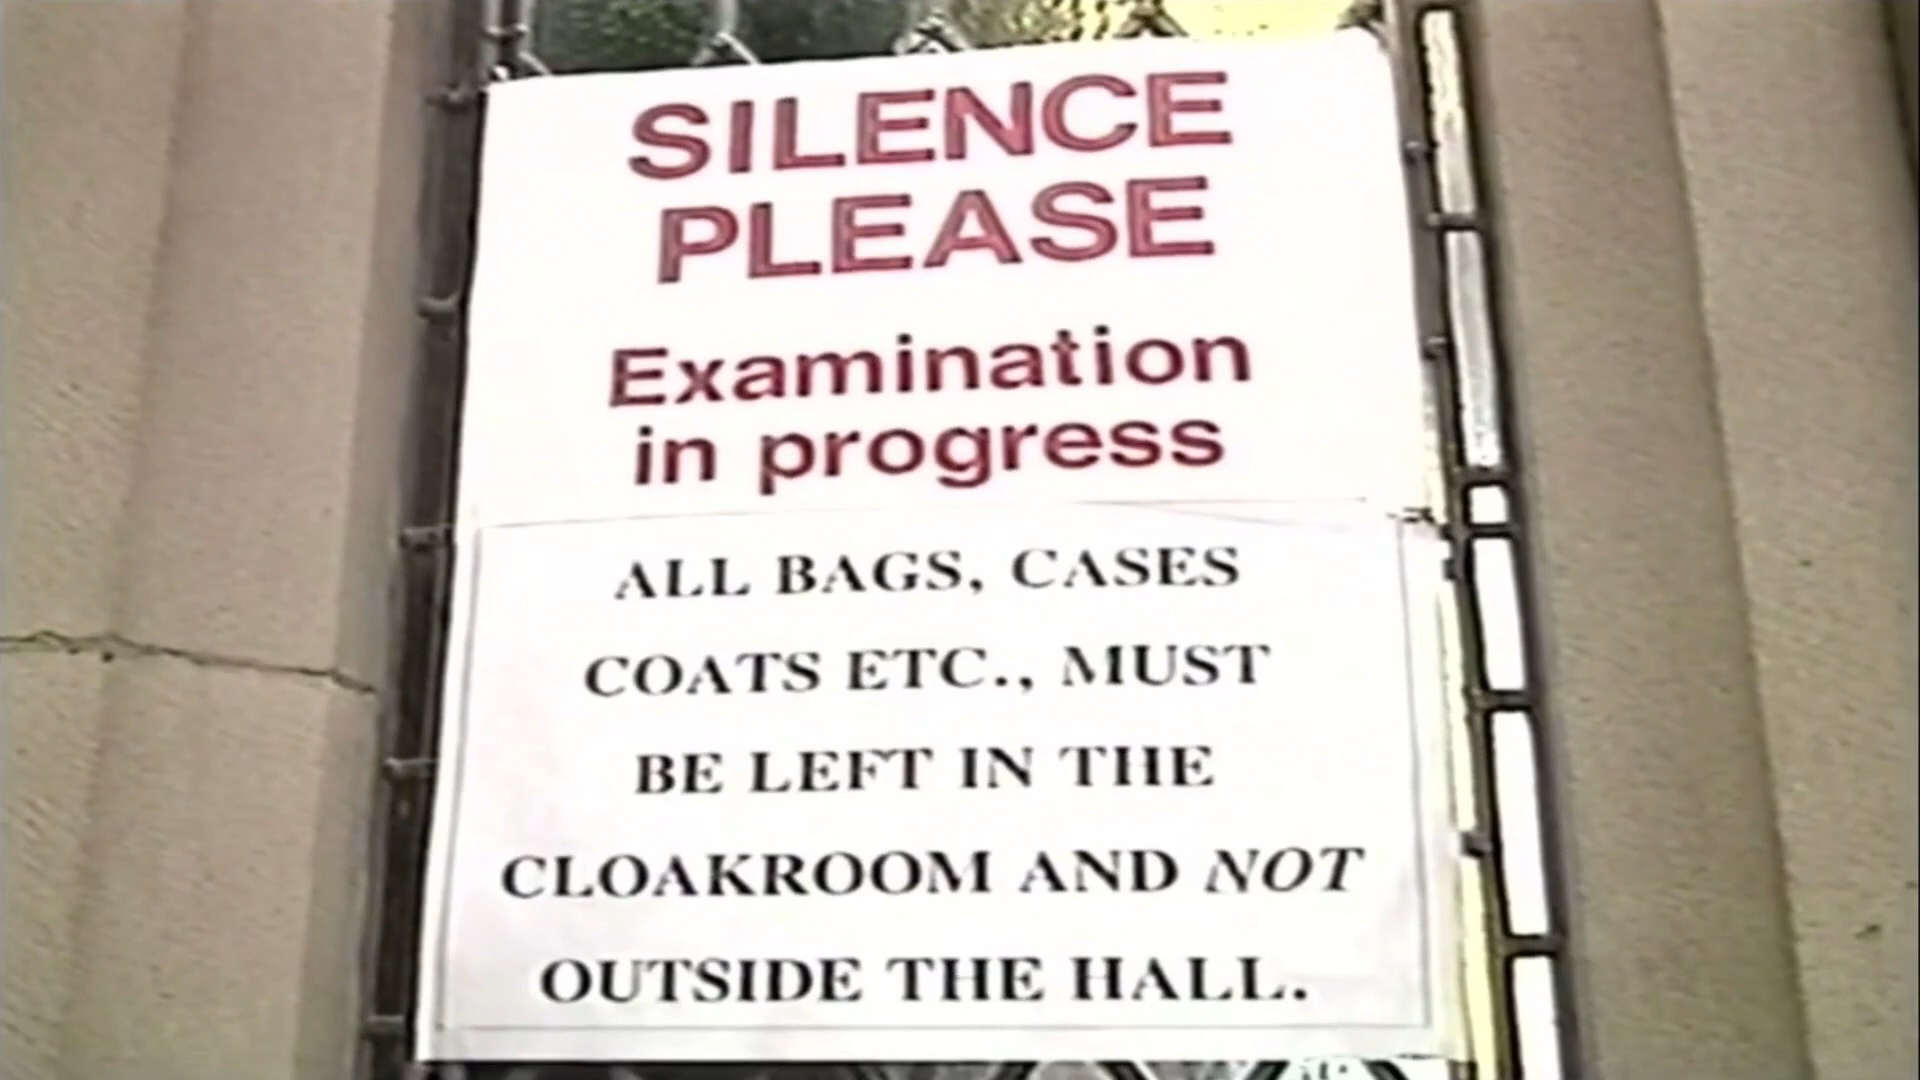 SILENCE
PLEASE
Examination
in progress
ALL BAGS, CASES
COATS ETC., MUST
BE LEFT IN THE
CLOAKROOM AND NOT
OUTSIDE THE HALL.